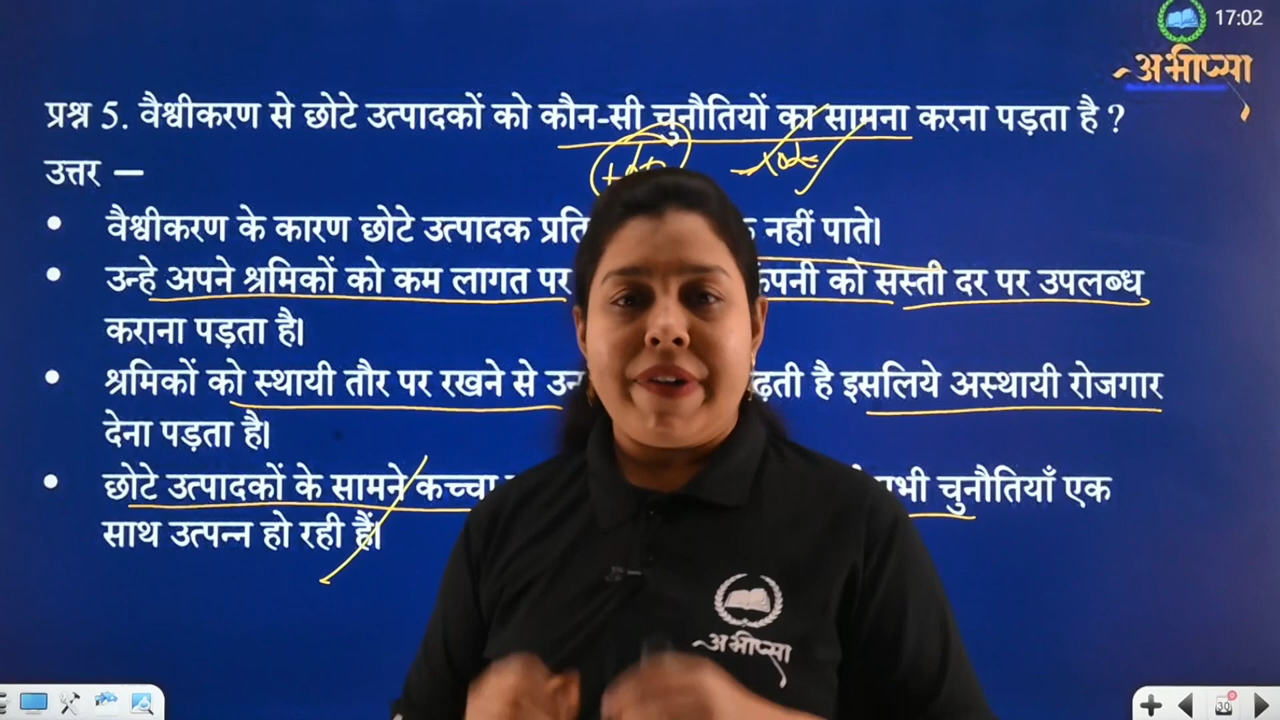 17:02
अभीप्सा
प्रश्न 5. वैश्वीकरण से छोटे उत्पादकों को कौन-सी चुनौतियों का सामना करना पड़ता है ?
उत्तर —
• वैश्वीकरण के कारण छोटे उत्पादक नहीं पाते।
• उन्हे अपने श्रमिकों को कम लागत पर को सस्ती दर पर उपलब्ध
कराना पड़ता है।
• श्रमिकों को स्थायी तौर पर रखने से है इसलिये अस्थायी रोजगार
देना पड़ता है।
• छोटे उत्पादकों के सामने कच्चा चुनौतियाँ एक
साथ उत्पन्न हो रही हैं।
अभीप्सा
30